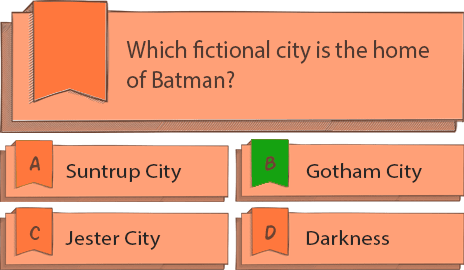 Which fictional city is the home
of Batman?
A Suntrup City
B Gotham City
C Jester City
D Darkness